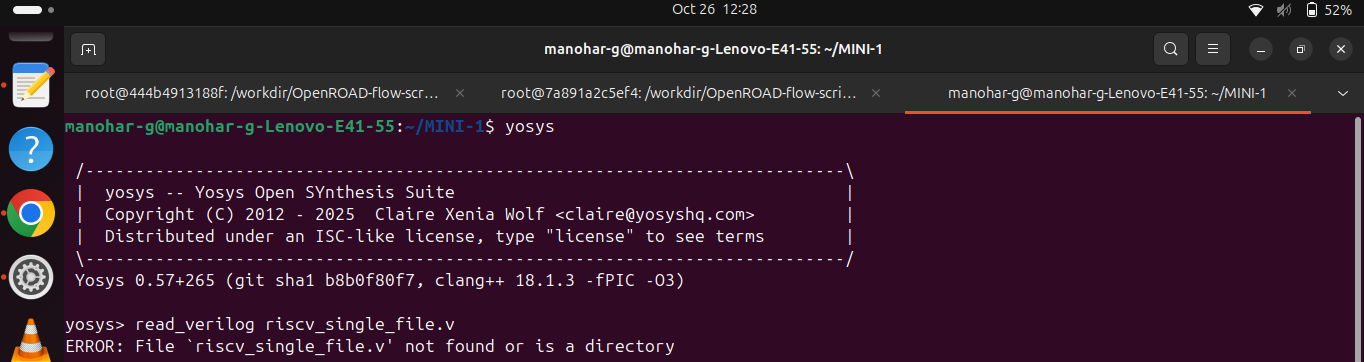 Oct 26 12:28
52%
manohar-g@manohar-g-Lenovo-E41-55: ~/MINI-1
root@444b4913188f: /workdir/OpenROAD-flow-scr…
root@7a891a2c5ef4: /workdir/OpenROAD-flow-scri…
manohar-g@manohar-g-Lenovo-E41-55: ~/MINI-1
manohar-g@manohar-g-Lenovo-E41-55:~/MINI-1$ yosys
/----------------------------------------------------------------------------\
| yosys -- Yosys Open SYnthesis Suite |
| Copyright (C) 2012 - 2025 Claire Xenia Wolf <claire@yosyshq.com> |
| Distributed under an ISC-like license, type "license" to see terms |
\----------------------------------------------------------------------------/
Yosys 0.57+265 (git sha1 b8b0f80f7, clang++ 18.1.3 -fPIC -O3)
yosys> read_verilog riscv_single_file.v
ERROR: File `riscv_single_file.v' not found or is a directory